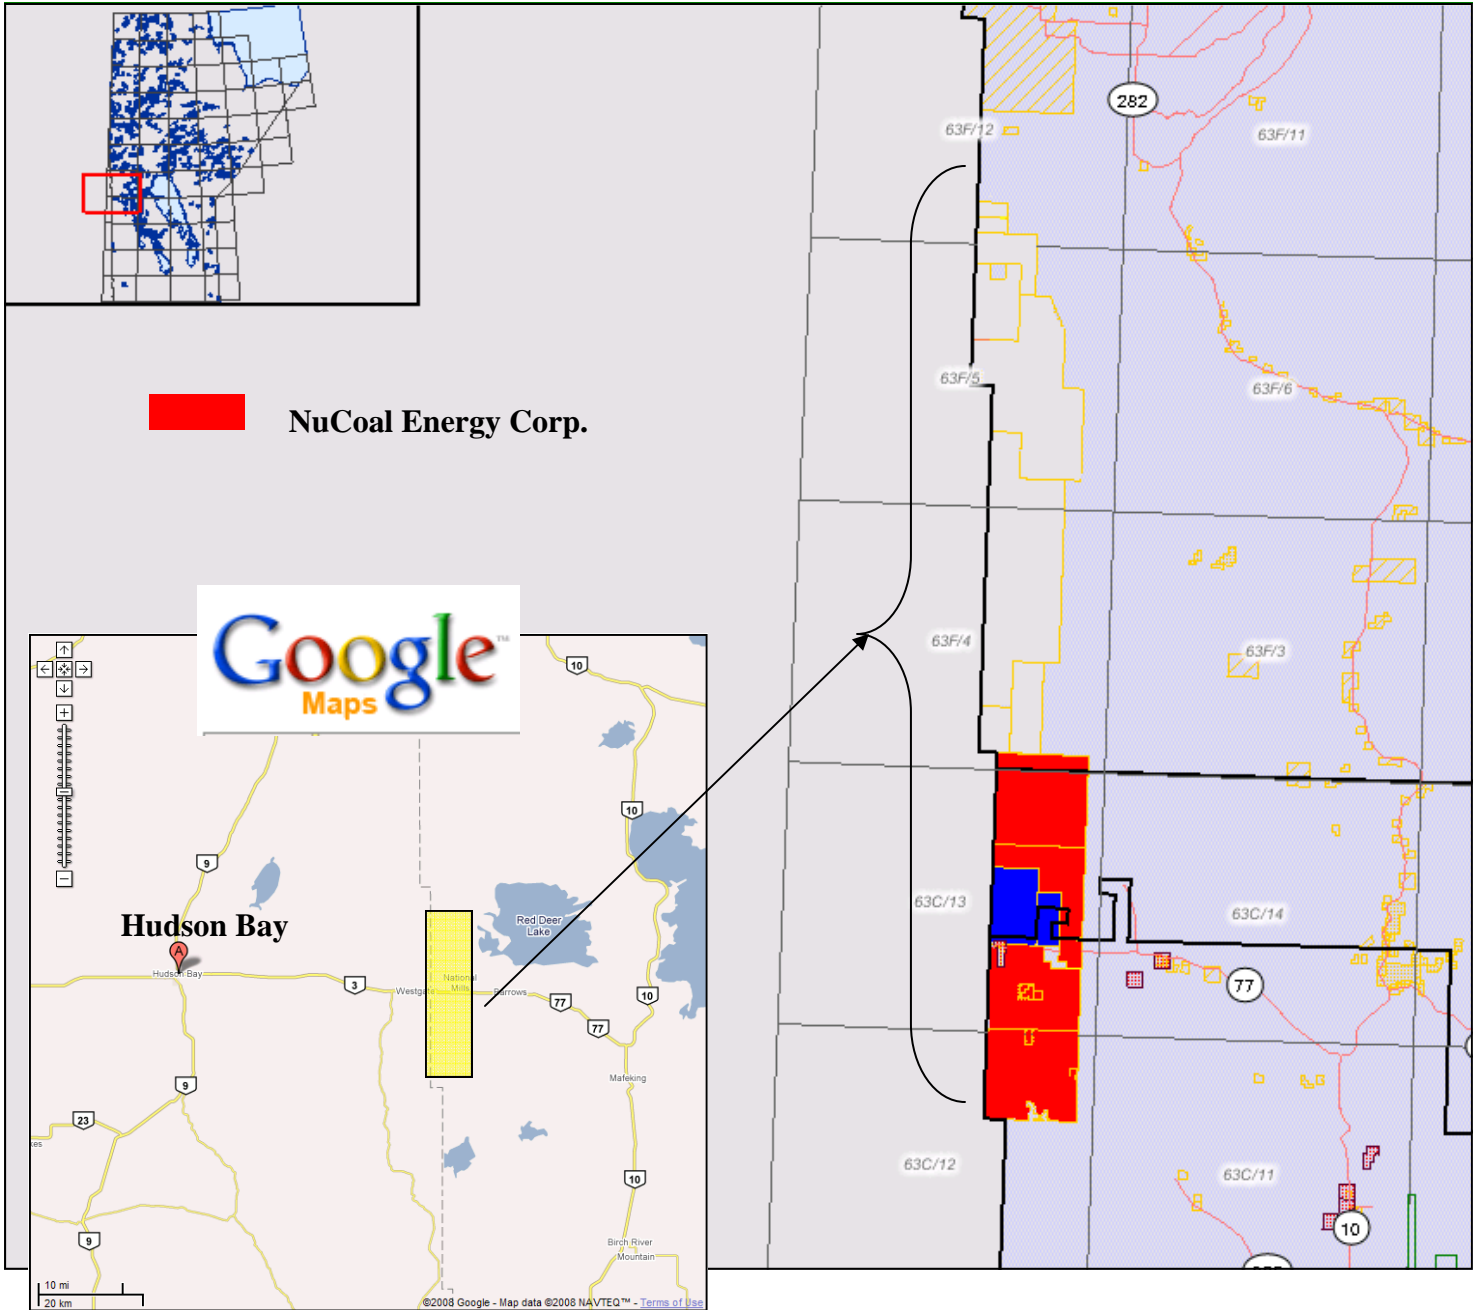 282
63F/12
63F/11
63F/5
63F/6
NuCoal Energy Corp.
Google™
Maps
63F/4
63F/3
10
10
9
63C/13
63C/14
Hudson Bay
A
Hudson Bay
Red Deer
Lake
National
Mills
3
Westgate
Barrows
77
10
77
77
Mafeking
9
23
kes
63C/12
63C/11
10
10
9
Birch River
Mountain
10 mi
20 km
©2008 Google - Map data ©2008 NAVTEQ™ - Terms of Use